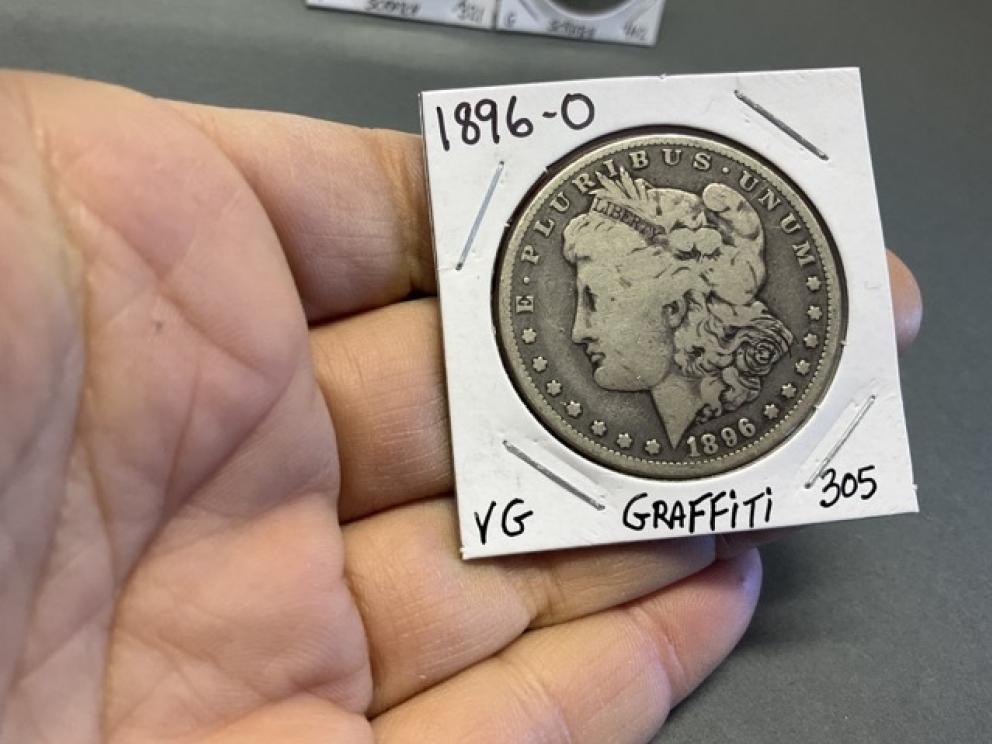 1896-O
E · PLURIBUS · UNUM
LIBERTY
1896
VG GRAFFiTi 305